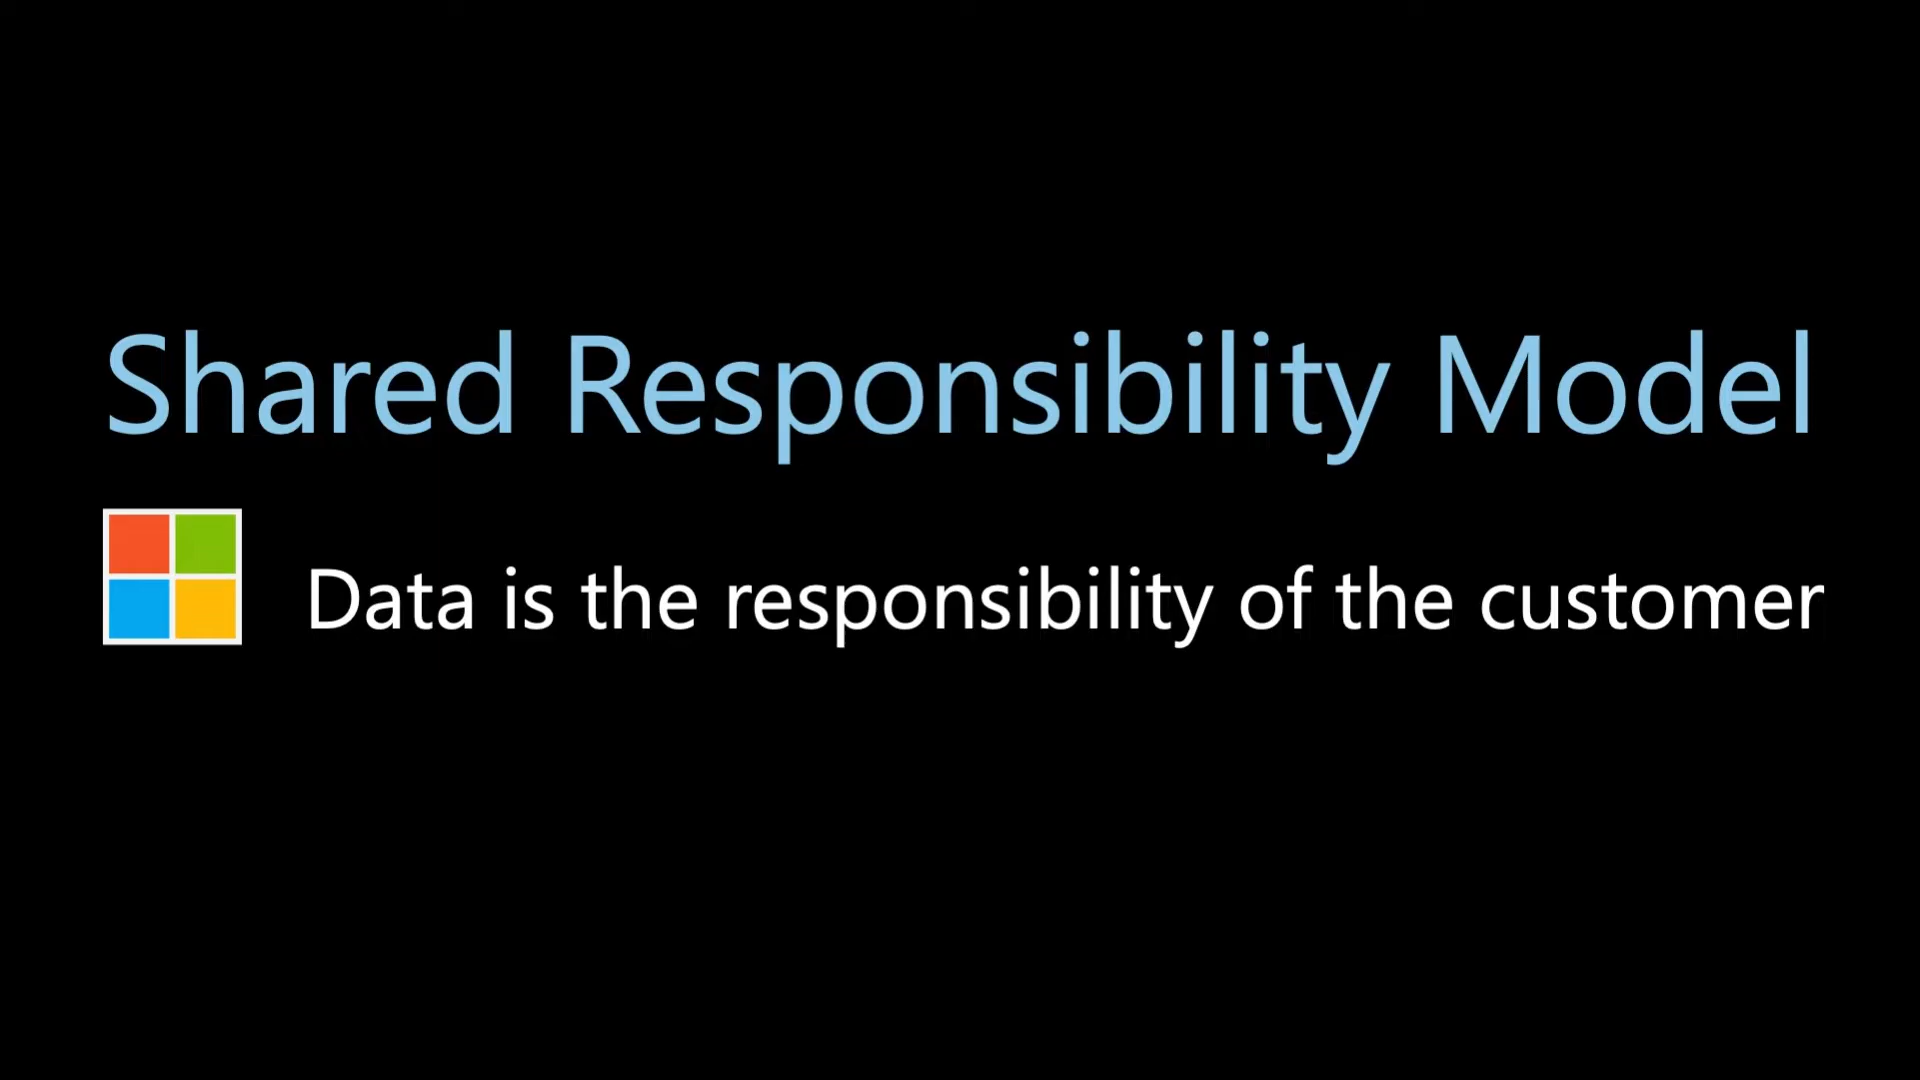 Shared Responsibility Model
Data is the responsibility of the customer